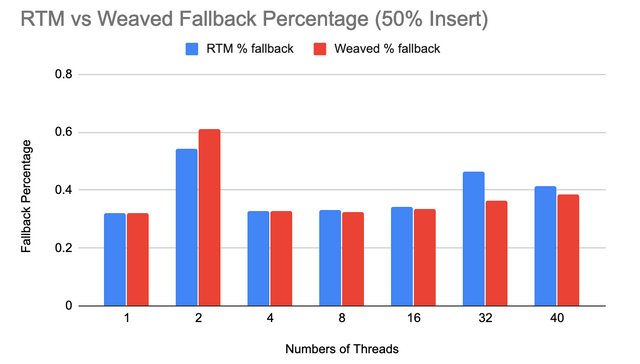 RTM vs Weaved Fallback Percentage (50% Insert)
RTM % fallback Weaved % fallback
0.8
0.6
0.4
0.2
0
Fallback Percentage
1 2 4 8 16 32 40
Numbers of Threads